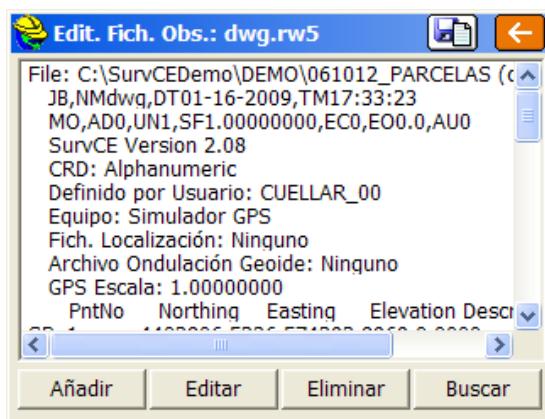 Edit. Fich. Obs.: dwg.rw5
File: C:\SurvCEDemo\DEMO\061012_PARCELAS (
JB,NMdwg,DT01-16-2009,TM17:33:23
MO,AD0,UN1,SF1.00000000,EC0,EO0.0,AU0
SurvCE Version 2.08
CRD: Alphanumeric
Definido por Usuario: CUELLAR_00
Equipo: Simulador GPS
Fich. Localización: Ninguno
Archivo Ondulación Geoide: Ninguno
GPS Escala: 1.00000000
PntNo Northing Easting Elevation Descr
Añadir Editar Eliminar Buscar